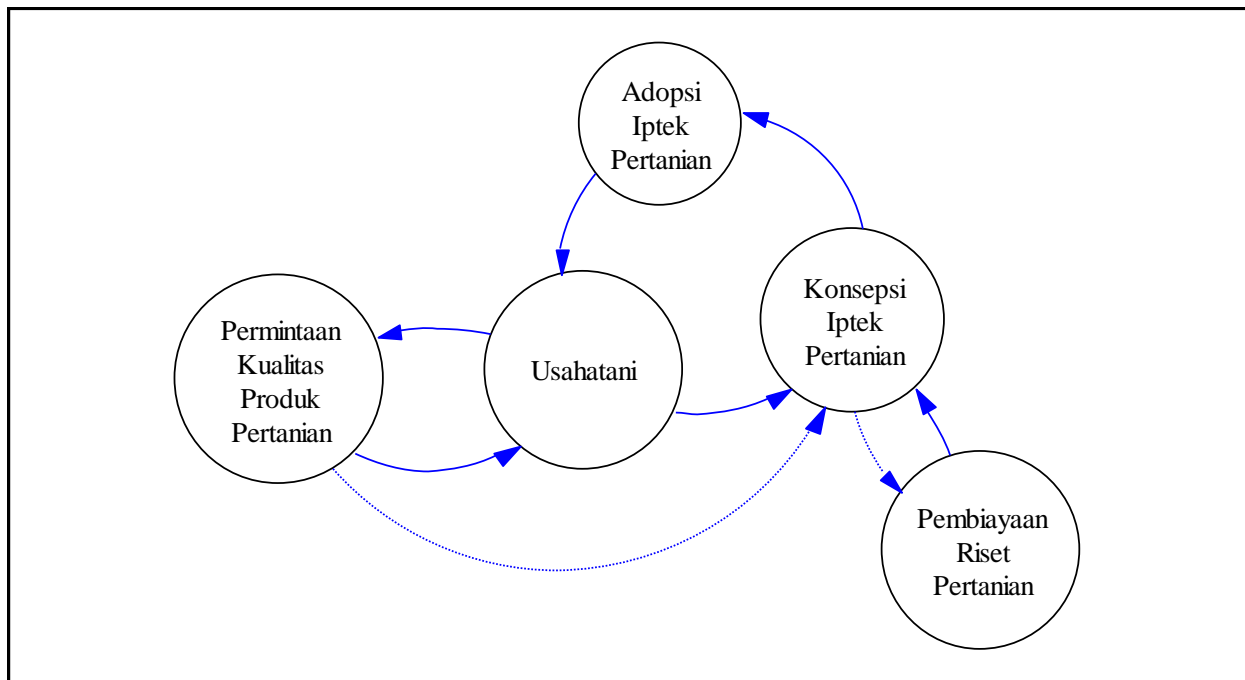 Adopsi
Iptek
Pertanian
Konsepsi
Iptek
Pertanian
Permintaan
Kualitas
Produk
Pertanian
Usahatani
Pembiayaan
Riset
Pertanian